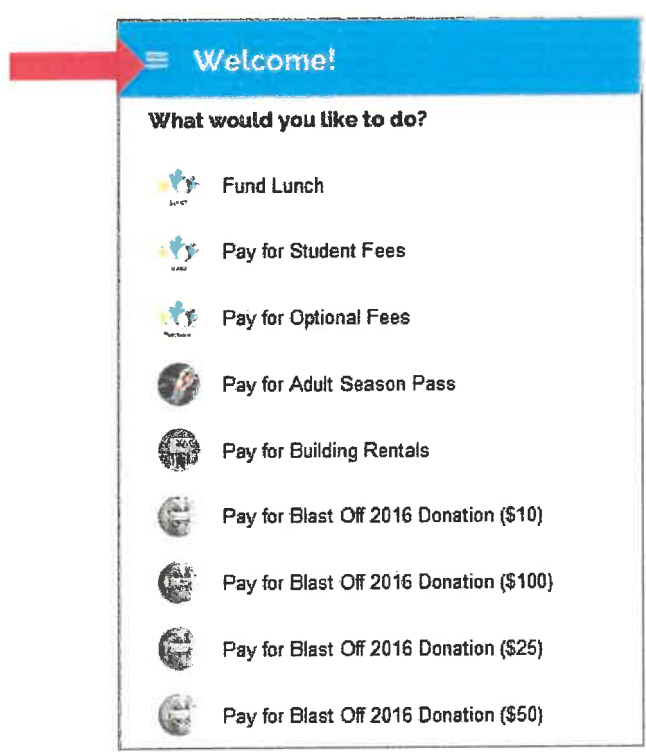 Welcome!
What would you like to do?
Fund Lunch
Pay for Student Fees
Pay for Optional Fees
Pay for Adult Season Pass
Pay for Building Rentals
Pay for Blast Off 2016 Donation ($10)
Pay for Blast Off 2016 Donation ($100)
Pay for Blast Off 2016 Donation ($25)
Pay for Blast Off 2016 Donation ($50)